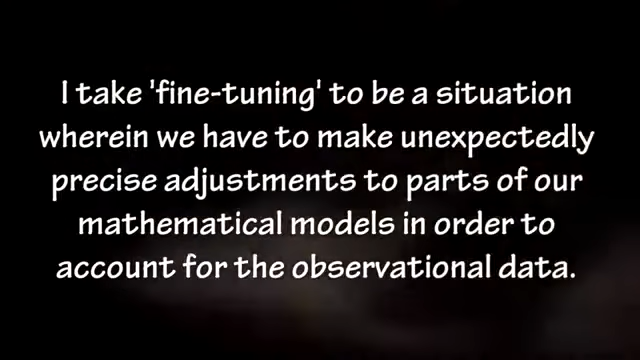 I take 'fine-tuning' to be a situation
wherein we have to make unexpectedly
precise adjustments to parts of our
mathematical models in order to
account for the observational data.